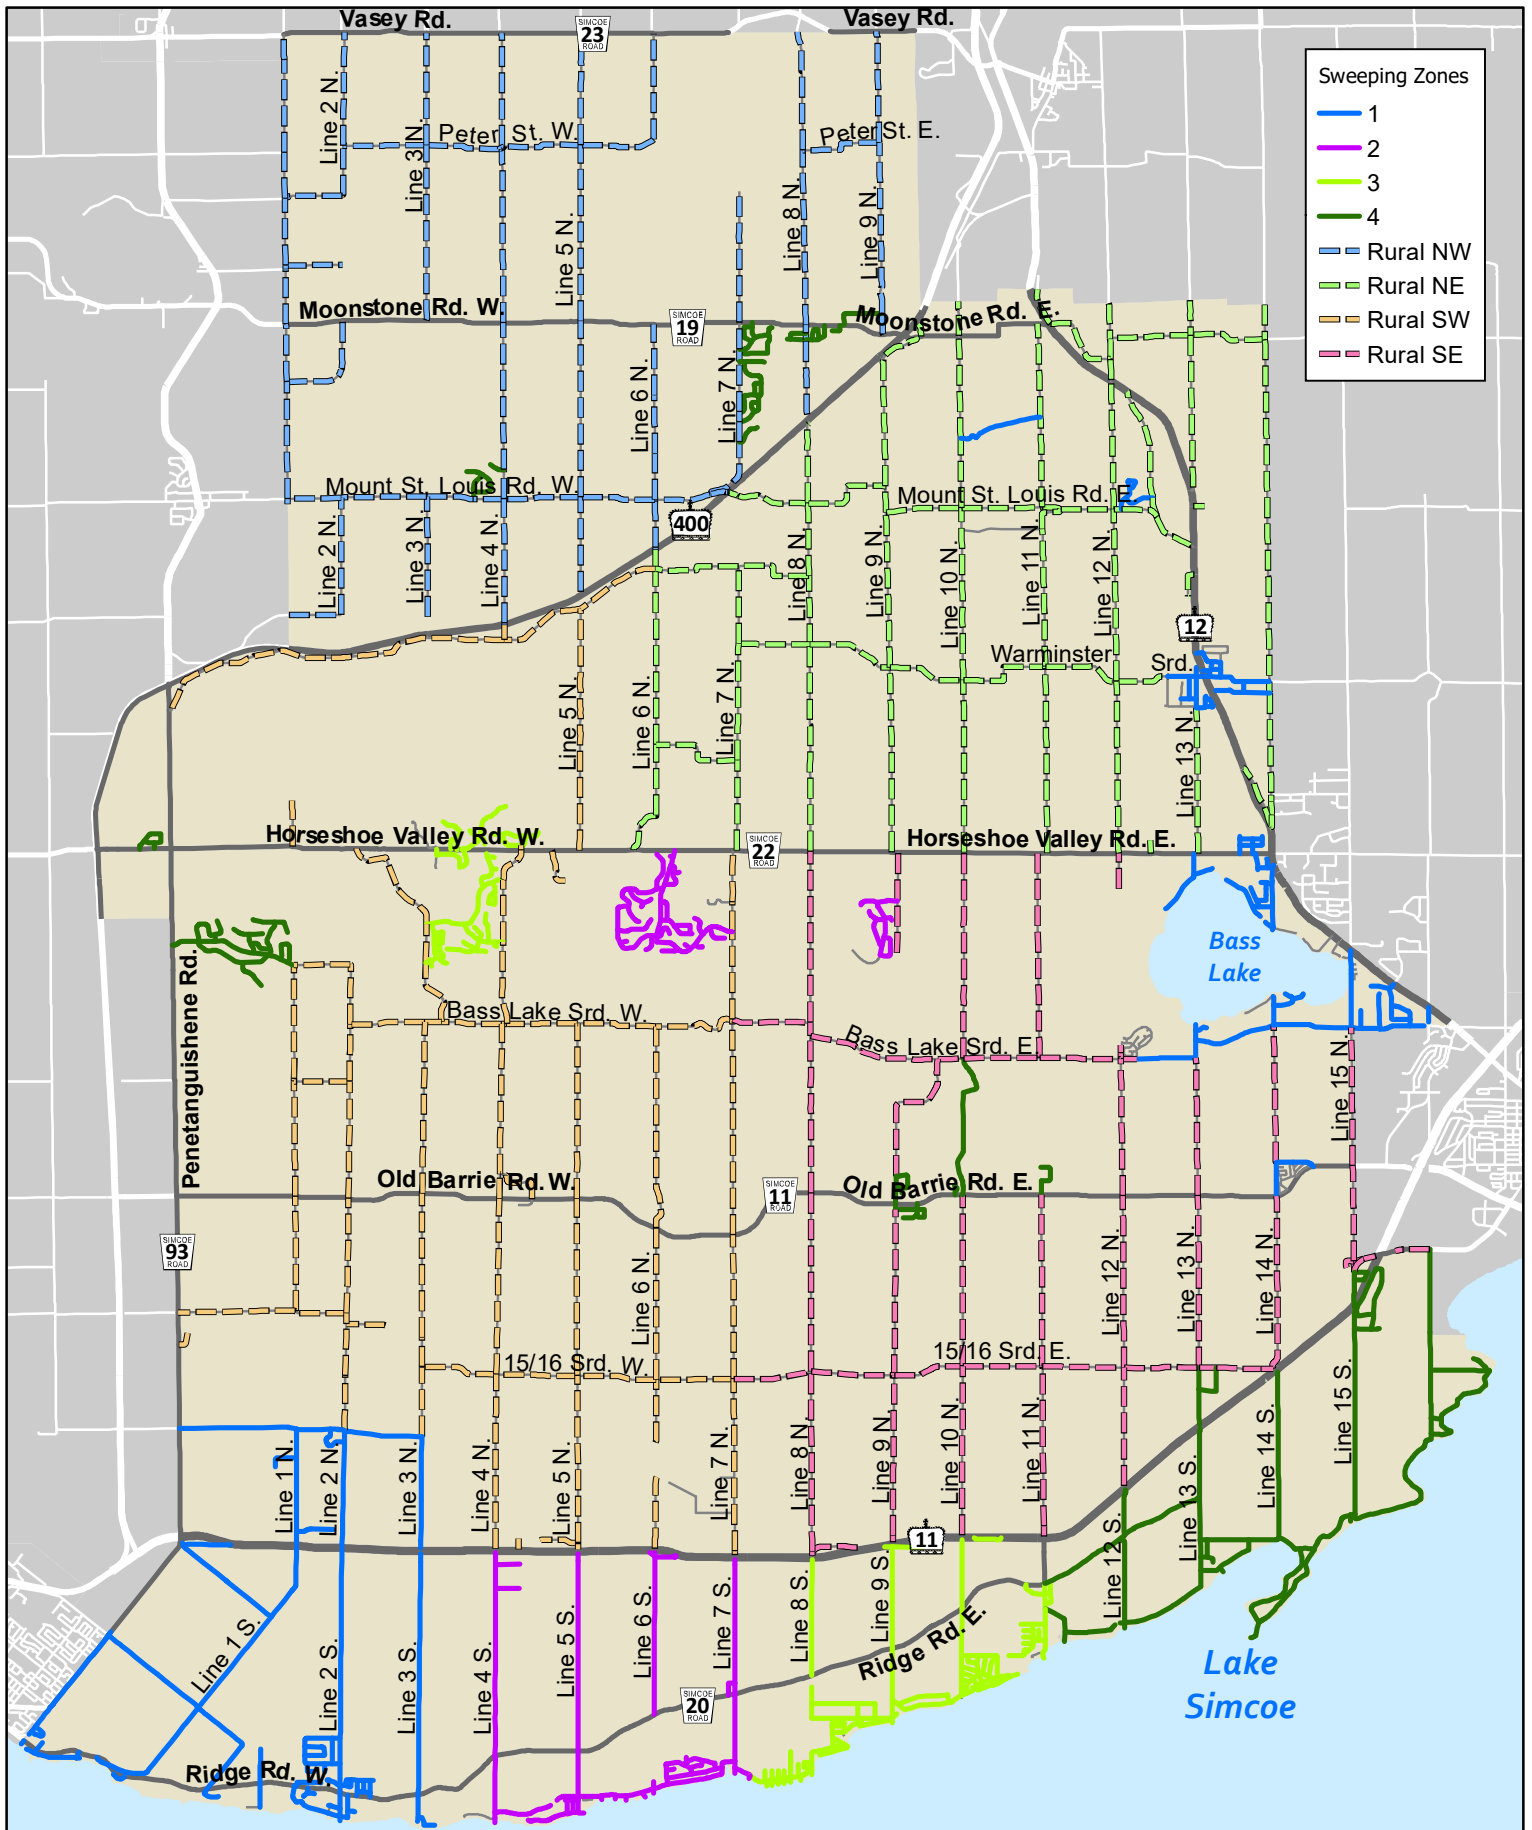 Vasey Rd.
Vasey Rd.
SIMCOE
23
ROAD
Sweeping Zones
1
2
3
4
Rural NW
Rural NE
Rural SW
Rural SE
Line 2 N.
Line 3 N.
Peter St. W.
Peter St. E.
Line 5 N.
Line 8 N.
Line 9 N.
Moonstone Rd. W.
SIMCOE
19
ROAD
Moonstone Rd. E.
Line 6 N.
Line 7 N.
Mount St. Louis Rd. W.
Mount St. Louis Rd. E.
400
Line 2 N.
Line 3 N.
Line 4 N.
Line 8 N.
Line 9 N.
Line 10 N.
Line 11 N.
Line 12 N.
12
Warminster Srd.
Line 5 N.
Line 6 N.
Line 7 N.
Line 13 N.
Horseshoe Valley Rd. W.
SIMCOE
22
ROAD
Horseshoe Valley Rd. E.
Bass
Lake
Penetanguishene Rd.
Bass Lake Srd. W.
Bass Lake Srd. E.
Line 15 N.
Old Barrie Rd. W.
SIMCOE
11
ROAD
Old Barrie Rd. E.
SIMCOE
93
ROAD
Line 6 N.
Line 12 N.
Line 13 N.
Line 14 N.
15/16 Srd. W.
15/16 Srd. E.
Line 1 N.
Line 2 N.
Line 3 N.
Line 4 N.
Line 5 N.
Line 7 N.
Line 8 N.
Line 9 N.
Line 10 N.
Line 11 N.
Line 13 S.
Line 14 S.
Line 15 S.
11
Line 12 S.
Line 1 S.
Line 2 S.
Line 3 S.
Line 4 S.
Line 5 S.
Line 6 S.
Line 7 S.
Line 8 S.
Line 9 S.
Ridge Rd. E.
SIMCOE
20
ROAD
Lake
Simcoe
Ridge Rd. W.